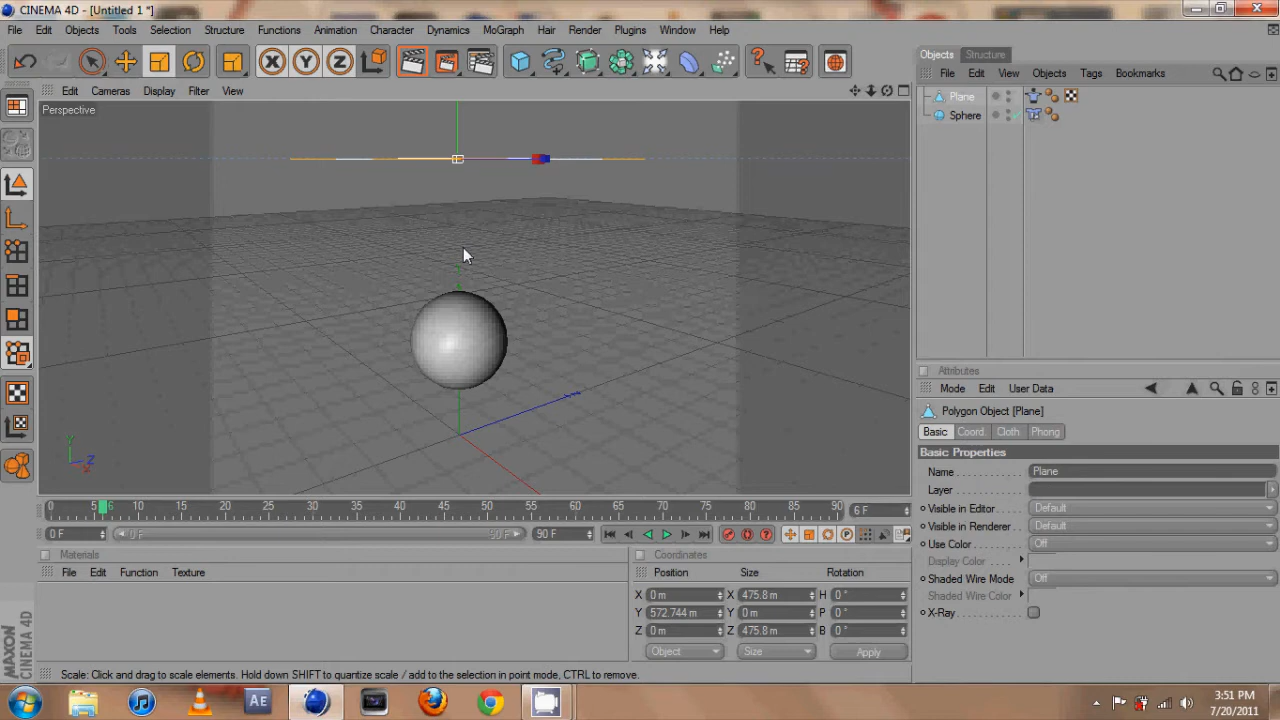 CINEMA 4D - [Untitled 1 *]
File Edit Objects Tools Selection Structure Functions Animation Character Dynamics MoGraph Hair Render Plugins Window Help
X Y Z
Objects Structure
File Edit View Objects Tags Bookmarks
Edit Cameras Display Filter View
Perspective
Plane
Sphere
Y
Z
X
Attributes
Mode Edit User Data
Polygon Object [Plane]
Basic Coord. Cloth Phong
Basic Properties
Name Plane
Layer
Visible in Editor Default
Visible in Renderer Default
Use Color Off
Display Color
Shaded Wire Mode Off
Shaded Wire Color
X-Ray
0 5 6 10 15 20 25 30 35 40 45 50 55 60 65 70 75 80 85 90 6 F
0 F 0 F 90 F 90 F
P
Materials
File Edit Function Texture
Coordinates
Position Size Rotation
X 0 m X 475.8 m H 0 °
Y 572.744 m Y 0 m P 0 °
Z 0 m Z 475.8 m B 0 °
Object Size Apply
MAXON CINEMA 4D
Scale: Click and drag to scale elements. Hold down SHIFT to quantize scale / add to the selection in point mode, CTRL to remove.
Ae
3:51 PM
7/20/2011